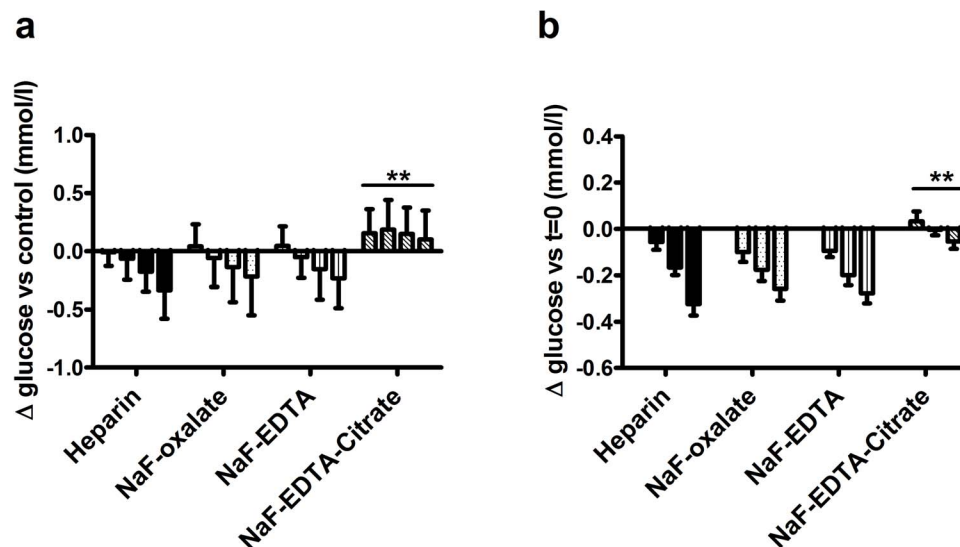 a
Δ glucose vs control (mmol/l)
1.0
0.5
0.0
-0.5
-1.0
**
Heparin
NaF-oxalate
NaF-EDTA
NaF-EDTA-Citrate
b
Δ glucose vs t=0 (mmol/l)
0.4
0.2
0.0
-0.2
-0.4
-0.6
**
Heparin
NaF-oxalate
NaF-EDTA
NaF-EDTA-Citrate